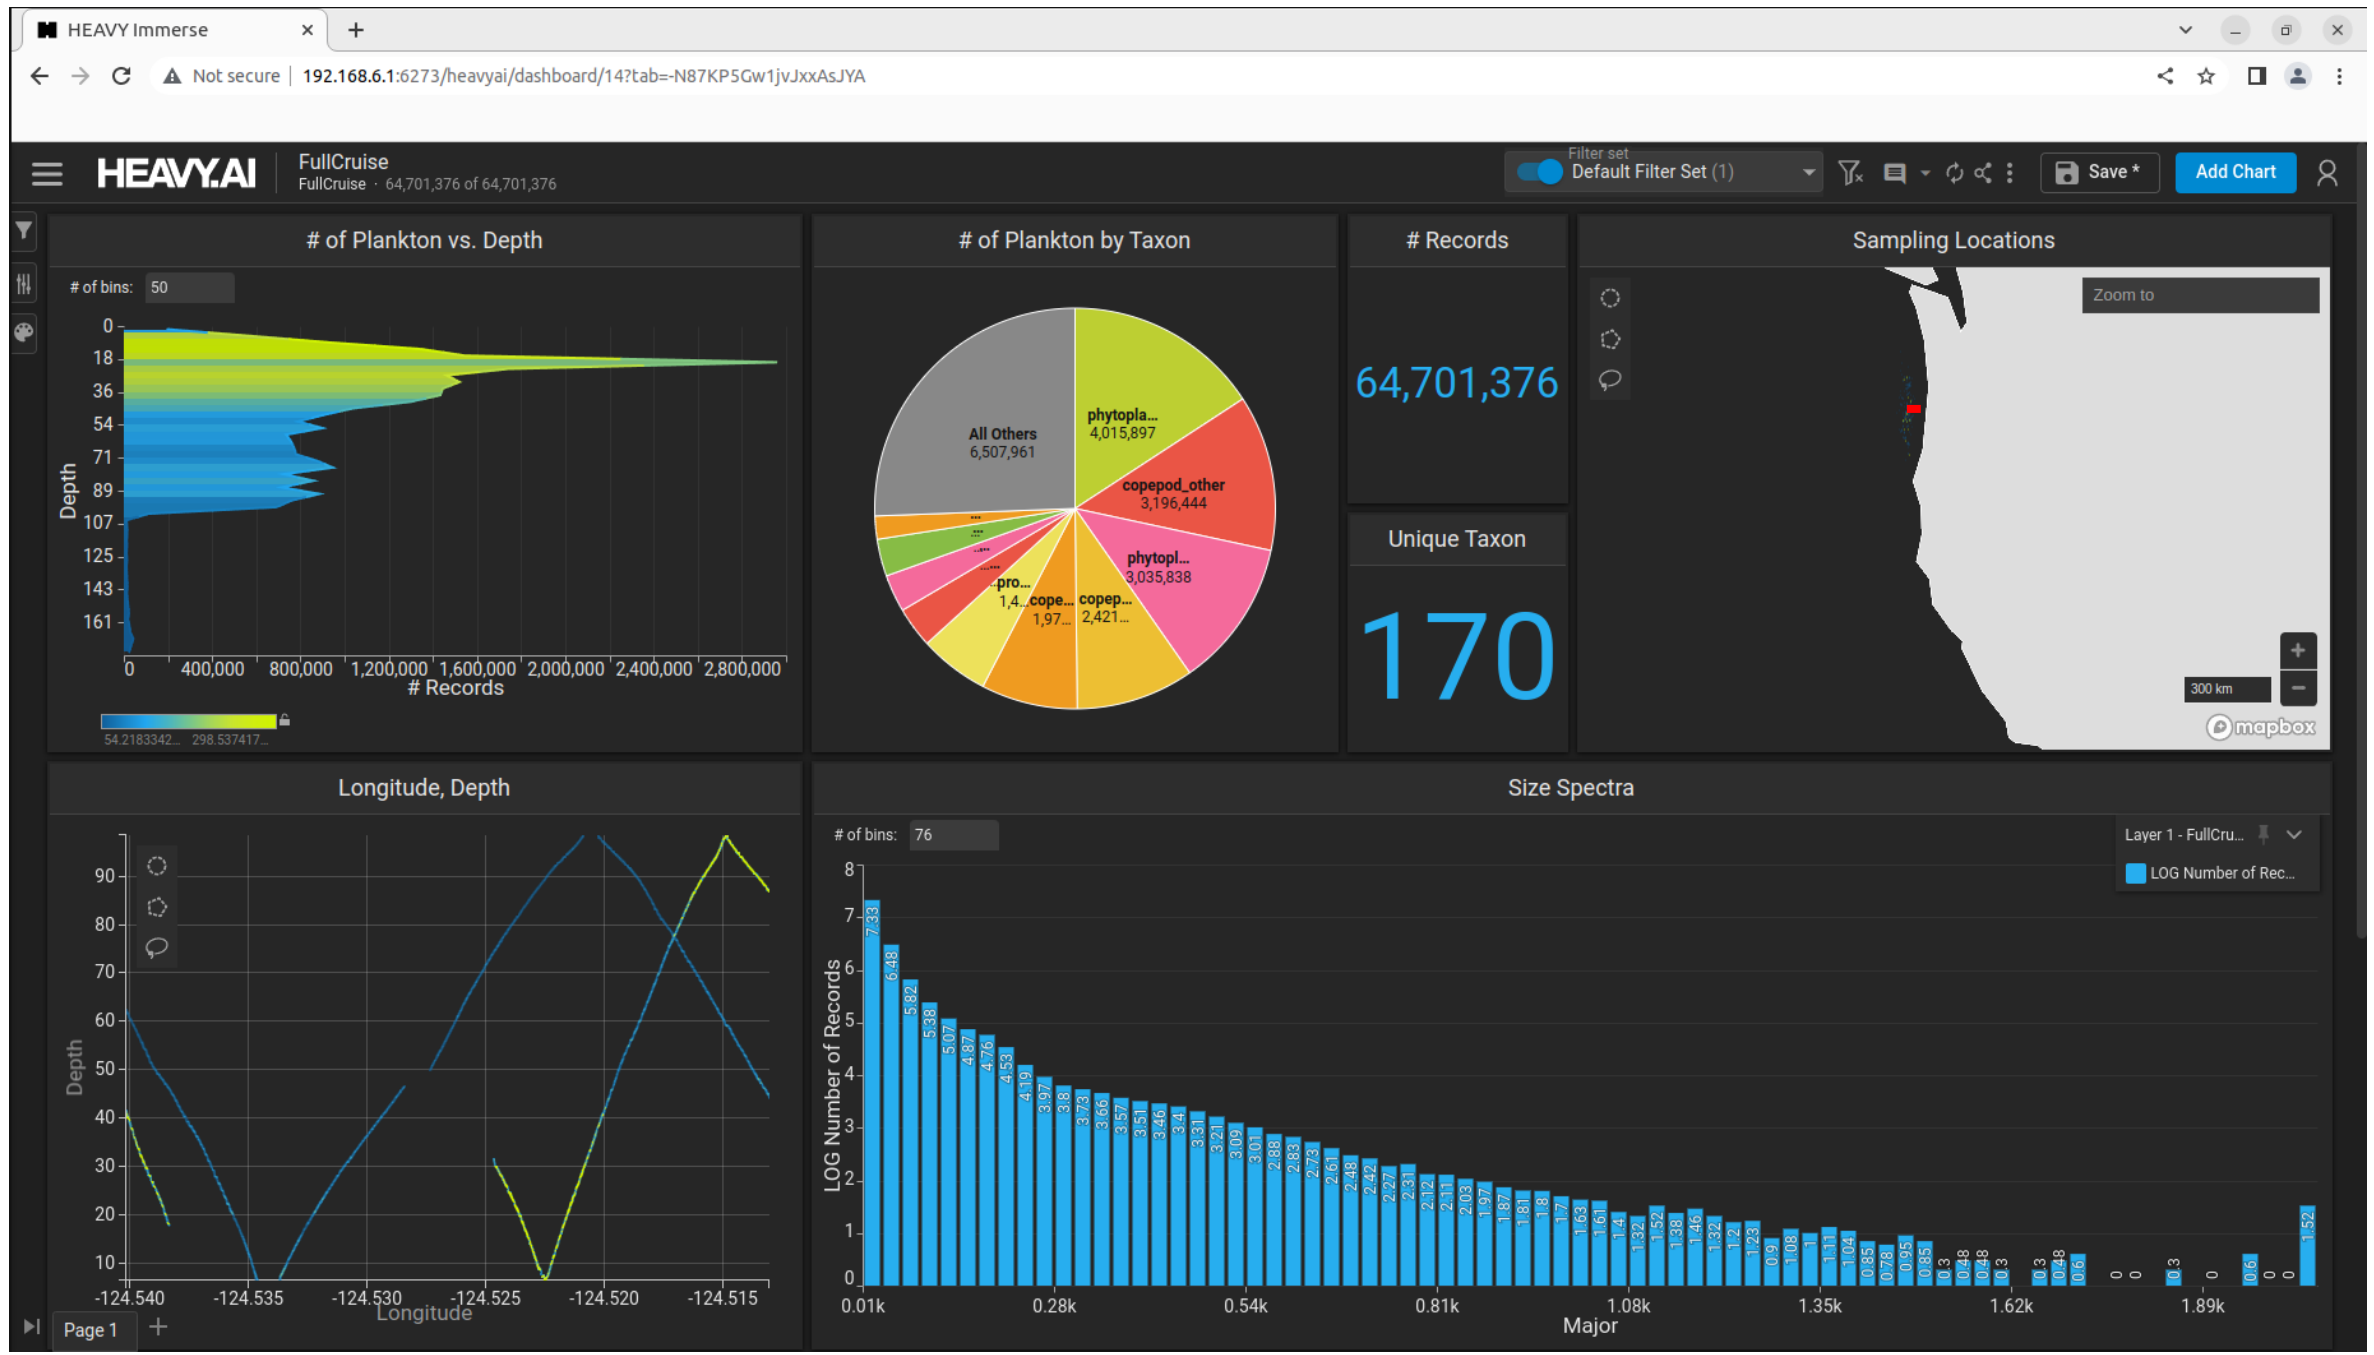 HEAVY Immerse
Not secure
192.168.6.1:6273/heavyai/dashboard/14?tab=-N87KP5Gw1jvJxxAsJYA
HEAVY.AI
FullCruise
FullCruise · 64,701,376 of 64,701,376
Filter set
Default Filter Set (1)
Save *
Add Chart
# of Plankton vs. Depth
# of bins: 50
0
18
36
54
71
89
107
125
143
161
Depth
0 400,000 800,000 1,200,000 1,600,000 2,000,000 2,400,000 2,800,000
# Records
54.2183342... 298.537417...
# of Plankton by Taxon
phytopla...
4,015,897
copepod_other
3,196,444
phytopl...
3,035,838
copep...
2,421...
cope...
1,97...
pro...
1,4...
All Others
6,507,961
# Records
64,701,376
Unique Taxon
170
Sampling Locations
Zoom to
300 km
mapbox
Longitude, Depth
90
80
70
60
50
40
30
20
10
Depth
-124.540 -124.535 -124.530 -124.525 -124.520 -124.515
Longitude
Size Spectra
# of bins: 76
Layer 1 - FullCru...
LOG Number of Rec...
8
7
6
5
4
3
2
1
0
LOG Number of Records
7.33 6.48 5.82 5.38 5.07 4.87 4.76 4.53 4.19 3.97 3.8 3.73 3.66 3.57 3.51 3.46 3.4 3.31 3.21 3.09 3.01 2.88 2.83 2.73 2.61 2.48 2.42 2.27 2.31 2.12 2.11 2.03 1.97 1.87 1.81 1.8 1.7 1.63 1.61 1.4 1.32 1.52 1.38 1.46 1.32 1.2 1.23 0.9 1.08 1 1.11 1.04 0.85 0.78 0.95 0.85 0.3 0.48 0.48 0.3 0.3 0.48 0.6 0 0 0.3 0 0.6 0 0 1.52
0.01k 0.28k 0.54k 0.81k 1.08k 1.35k 1.62k 1.89k
Major
Page 1